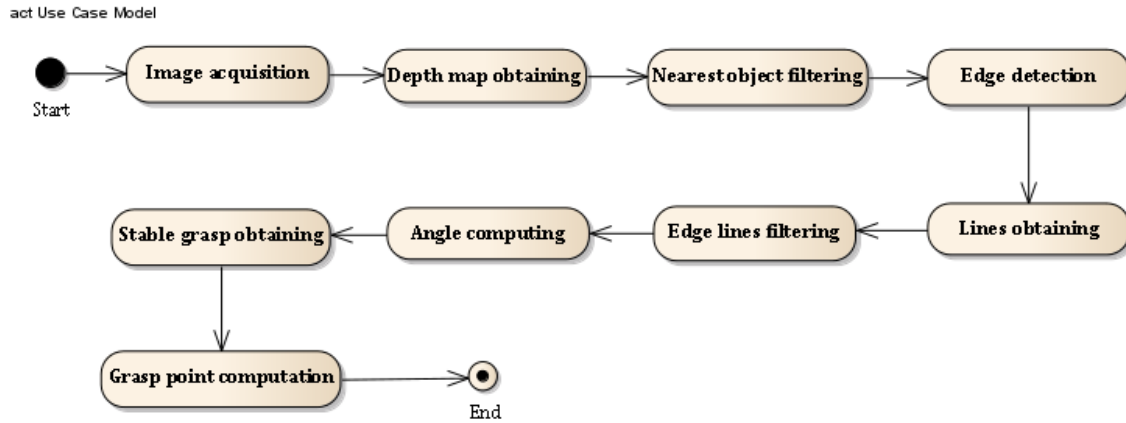 act Use Case Model
Start
Image acquisition
Depth map obtaining
Nearest object filtering
Edge detection
Lines obtaining
Edge lines filtering
Angle computing
Stable grasp obtaining
Grasp point computation
End